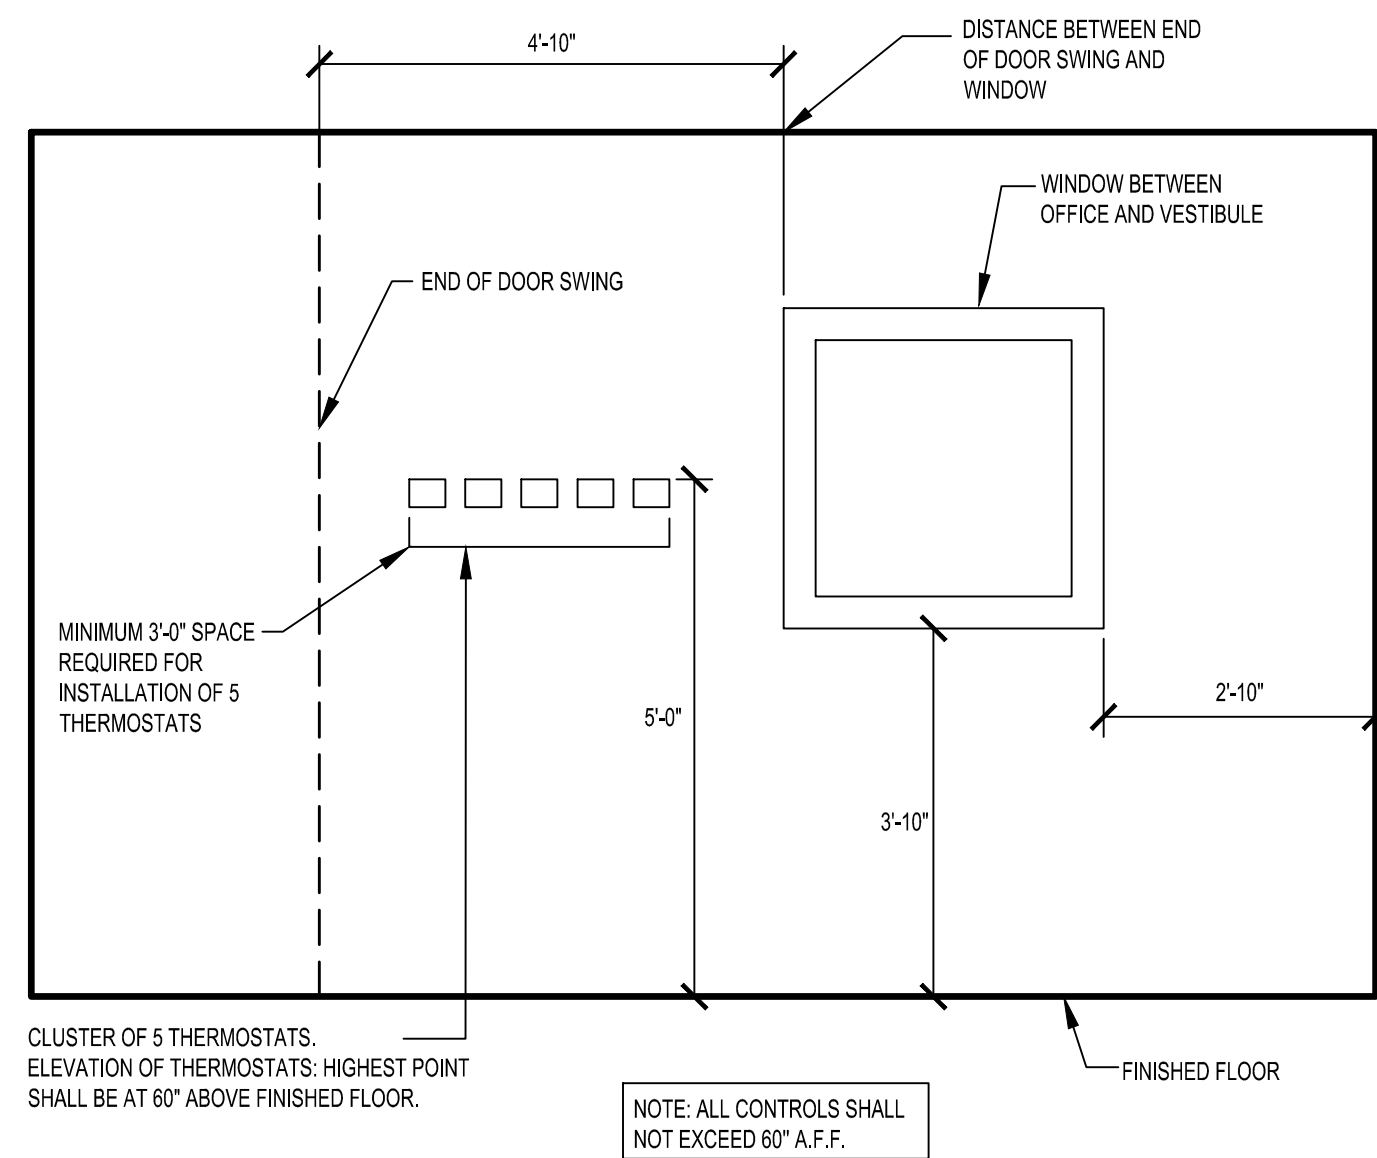 4'-10"
DISTANCE BETWEEN END
OF DOOR SWING AND
WINDOW
WINDOW BETWEEN
OFFICE AND VESTIBULE
END OF DOOR SWING
MINIMUM 3'-0" SPACE
REQUIRED FOR
INSTALLATION OF 5
THERMOSTATS
5'-0"
2'-10"
3'-10"
CLUSTER OF 5 THERMOSTATS.
ELEVATION OF THERMOSTATS: HIGHEST POINT
SHALL BE AT 60" ABOVE FINISHED FLOOR.
FINISHED FLOOR
NOTE: ALL CONTROLS SHALL
NOT EXCEED 60" A.F.F.